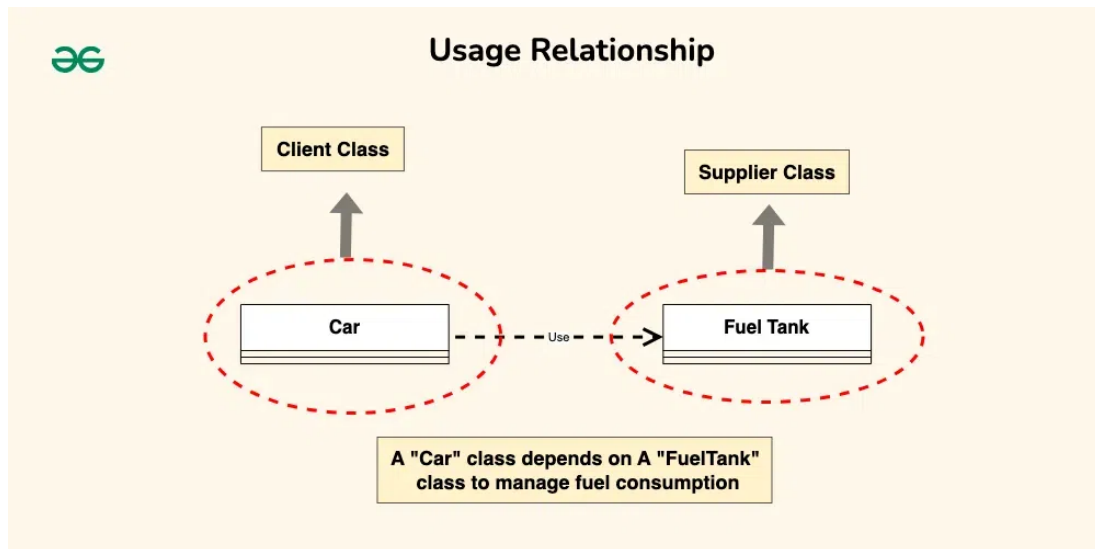 Usage Relationship
Client Class
Supplier Class
Car
Use
Fuel Tank
A "Car" class depends on A "FuelTank"
class to manage fuel consumption